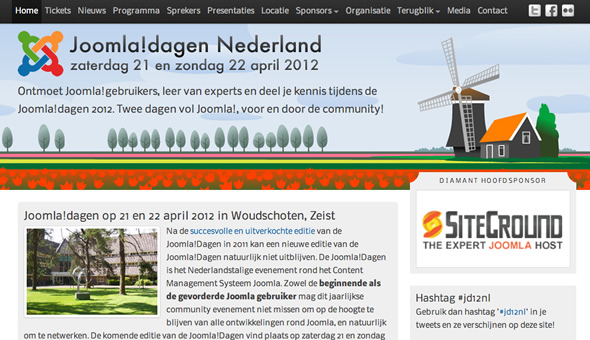 Home Tickets Nieuws Programma Sprekers Presentaties Locatie Sponsors Organisatie Terugblik Media Contact
Joomla!dagen Nederland
zaterdag 21 en zondag 22 april 2012
Ontmoet Joomla!gebruikers, leer van experts en deel je kennis tijdens de
Joomla!dagen 2012. Twee dagen vol Joomla!, voor en door de community!
DIAMANT HOOFDSPONSOR
SITEGROUND
THE EXPERT JOOMLA HOST
Joomla!dagen op 21 en 22 april 2012 in Woudschoten, Zeist
Na de succesvolle en uitverkochte editie van de
Joomla!Dagen in 2011 kan een nieuwe editie van de
Joomla!Dagen natuurlijk niet uitblijven. De Joomla!Dagen
is het Nederlandstalige evenement rond het Content
Management Systeem Joomla. Zowel de beginnende als
de gevorderde Joomla gebruiker mag dit jaarlijkse
community evenement niet missen om op de hoogte te
blijven van alle ontwikkelingen rond Joomla, en natuurlijk
om te netwerken. De komende editie van de Joomla!Dagen vind plaats op zaterdag 21 en zondag
Hashtag #jd12nl
Gebruik dan hashtag '#jd12nl' in je
tweets en ze verschijnen op deze site!